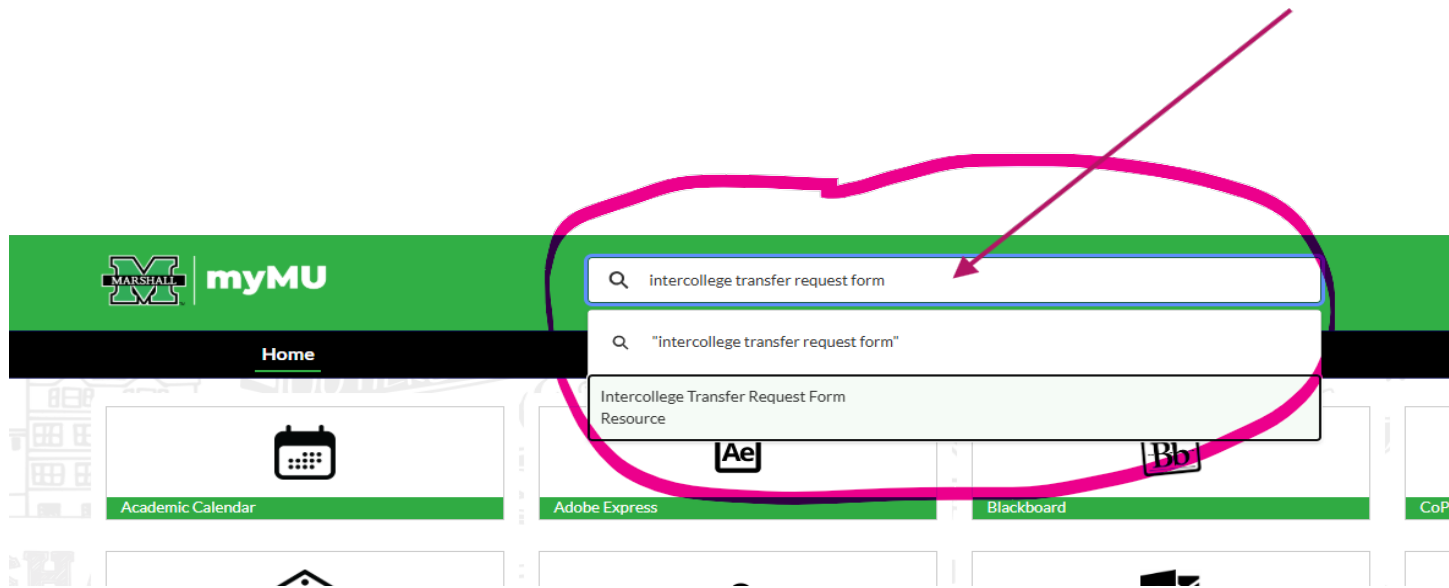 MARSHALL
myMU
intercollege transfer request form
"intercollege transfer request form"
Home
Intercollege Transfer Request Form
Resource
Ae
Bb
Academic Calendar
Adobe Express
Blackboard
CoP